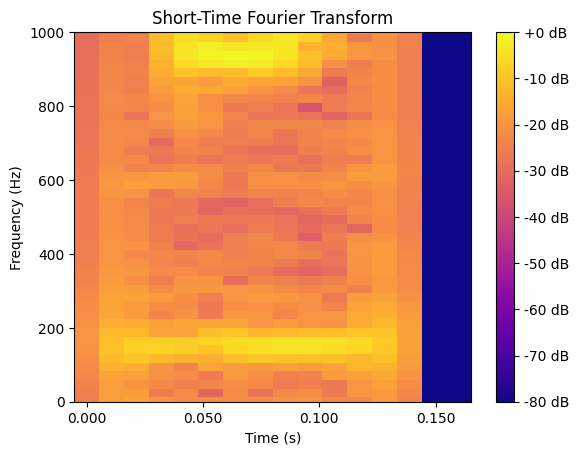 Short-Time Fourier Transform
1000
800
600
400
200
0
Frequency (Hz)
0.000
0.050
0.100
0.150
Time (s)
+0 dB
-10 dB
-20 dB
-30 dB
-40 dB
-50 dB
-60 dB
-70 dB
-80 dB